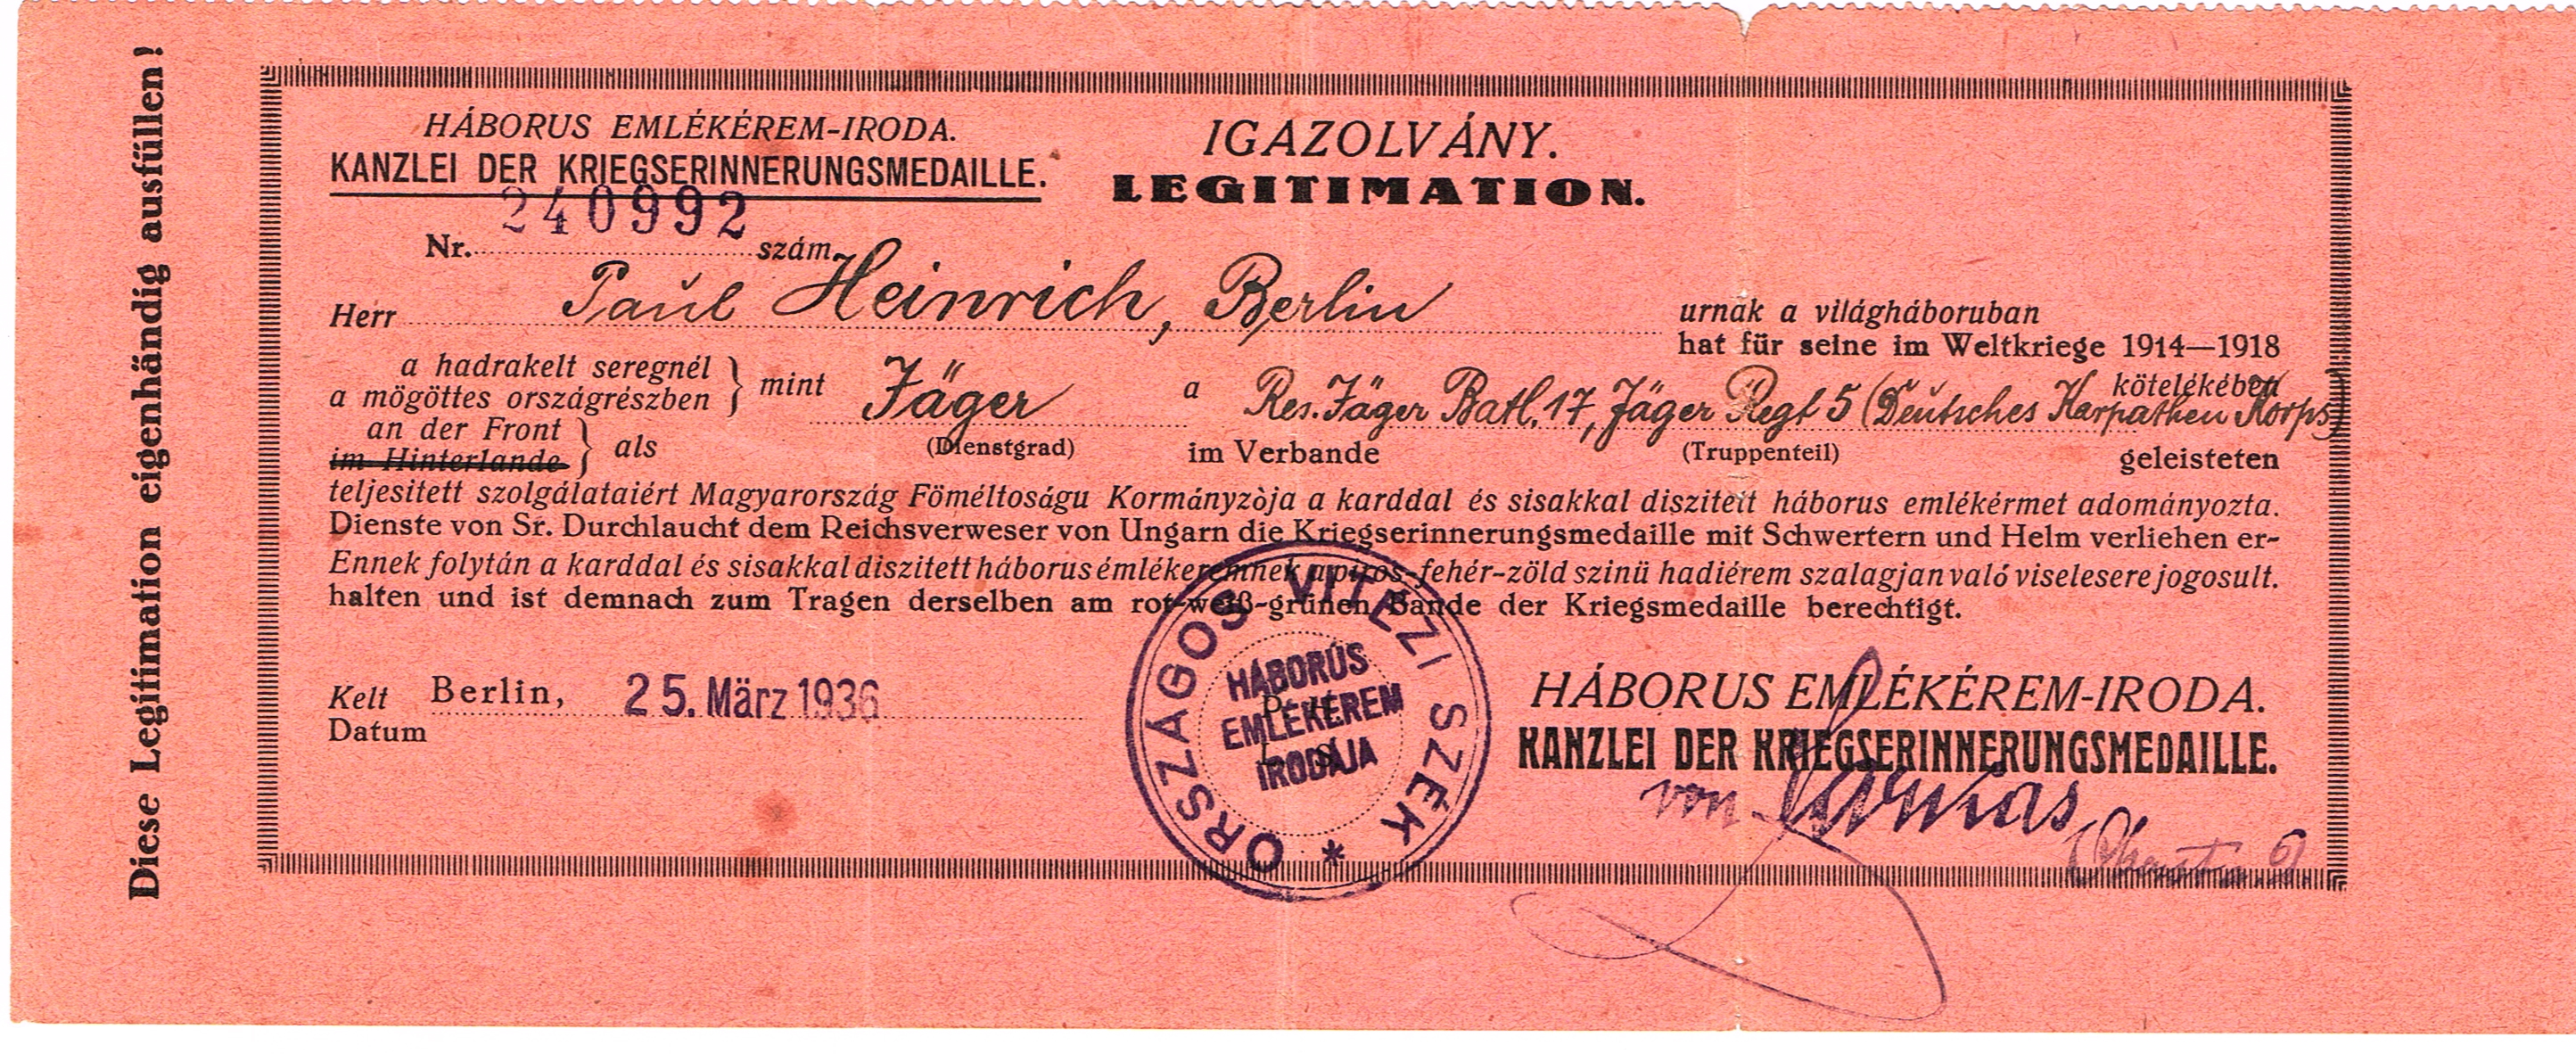 Diese Legitimation eigenhändig ausfüllen!
HÁBORUS EMLÉKÉREM-IRODA.
KANZLEI DER KRIEGSERINNERUNGSMEDAILLE.
IGAZOLVÁNY.
LEGITIMATION.
Nr. 240992 szám.
Herr Paul Heinrich, Berlin urnak a világháboruban
hat für seine im Weltkriege 1914—1918
a hadrakelt seregnél
a mögöttes országrészben } mint Jäger a Res. Jäger Batl. 17, Jäger Regt 5 (Deutsches Karpathen Korps) kötelékében
an der Front
im Hinterlande } als (Dienstgrad) im Verbande (Truppenteil) geleisteten
teljesitett szolgálataiért Magyarország Föméltoságu Kormányzòja a karddal és sisakkal diszitett háborus emlékérmet adományozta.
Dienste von Sr. Durchlaucht dem Reichsverweser von Ungarn die Kriegserinnerungsmedaille mit Schwertern und Helm verliehen er-
Ennek folytán a karddal és sisakkal diszitett háborus émlékeremnek a piros-fehér-zöld szinü hadiérem szalagjan való viselesere jogosult.
halten und ist demnach zum Tragen derselben am rot-weiß-grünen Bande der Kriegsmedaille berechtigt.
Kelt Berlin, 25. März 1936
Datum
ORSZÁGOS VITÉZI SZÉK *
HÁBORÚS
EMLÉKÉREM
IRODÁJA
HÁBORUS EMLÉKÉREM-IRODA.
KANZLEI DER KRIEGSERINNERUNGSMEDAILLE.
von